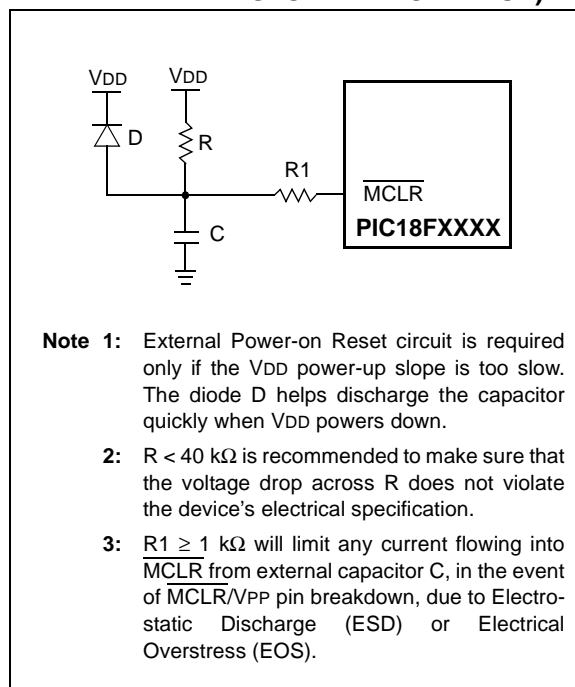 VDD VDD
D
R
R1
MCLR
PIC18FXXXX
C
Note 1: External Power-on Reset circuit is required
only if the VDD power-up slope is too slow.
The diode D helps discharge the capacitor
quickly when VDD powers down.
2: R < 40 kΩ is recommended to make sure that
the voltage drop across R does not violate
the device's electrical specification.
3: R1 ≥ 1 kΩ will limit any current flowing into
MCLR from external capacitor C, in the event
of MCLR/VPP pin breakdown, due to Electro-
static Discharge (ESD) or Electrical
Overstress (EOS).